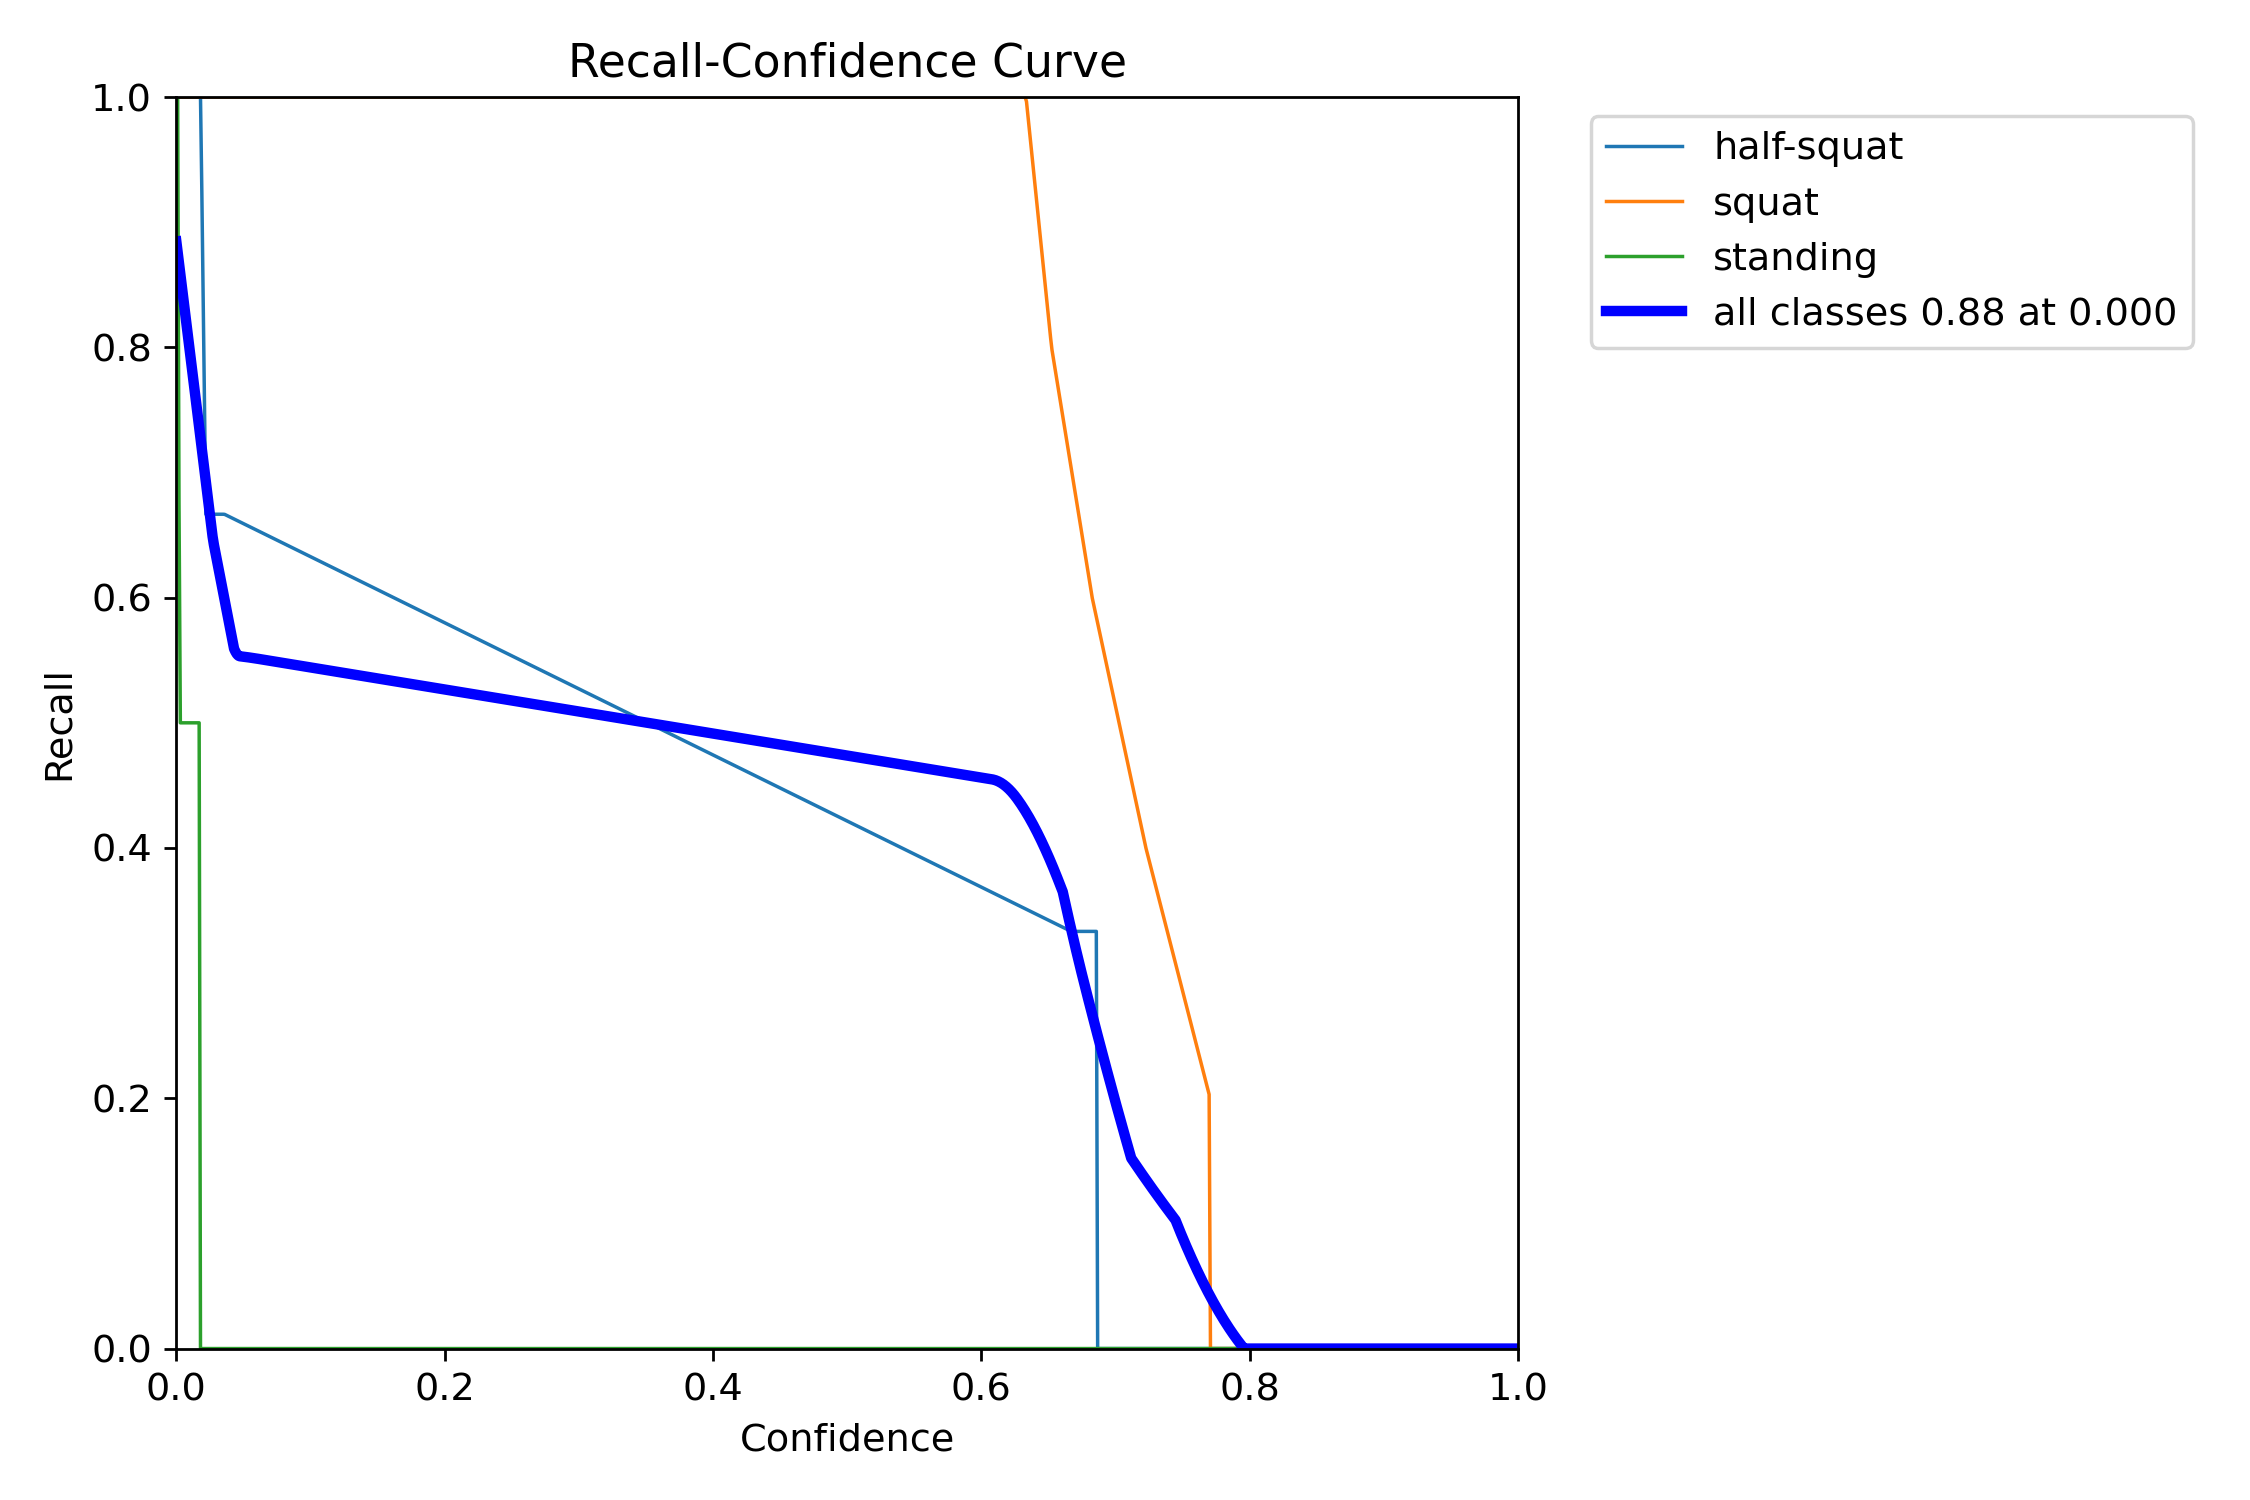 Recall-Confidence Curve
1.0
0.8
0.6
0.4
0.2
0.0
Recall
0.0 0.2 0.4 0.6 0.8 1.0
Confidence
half-squat
squat
standing
all classes 0.88 at 0.000